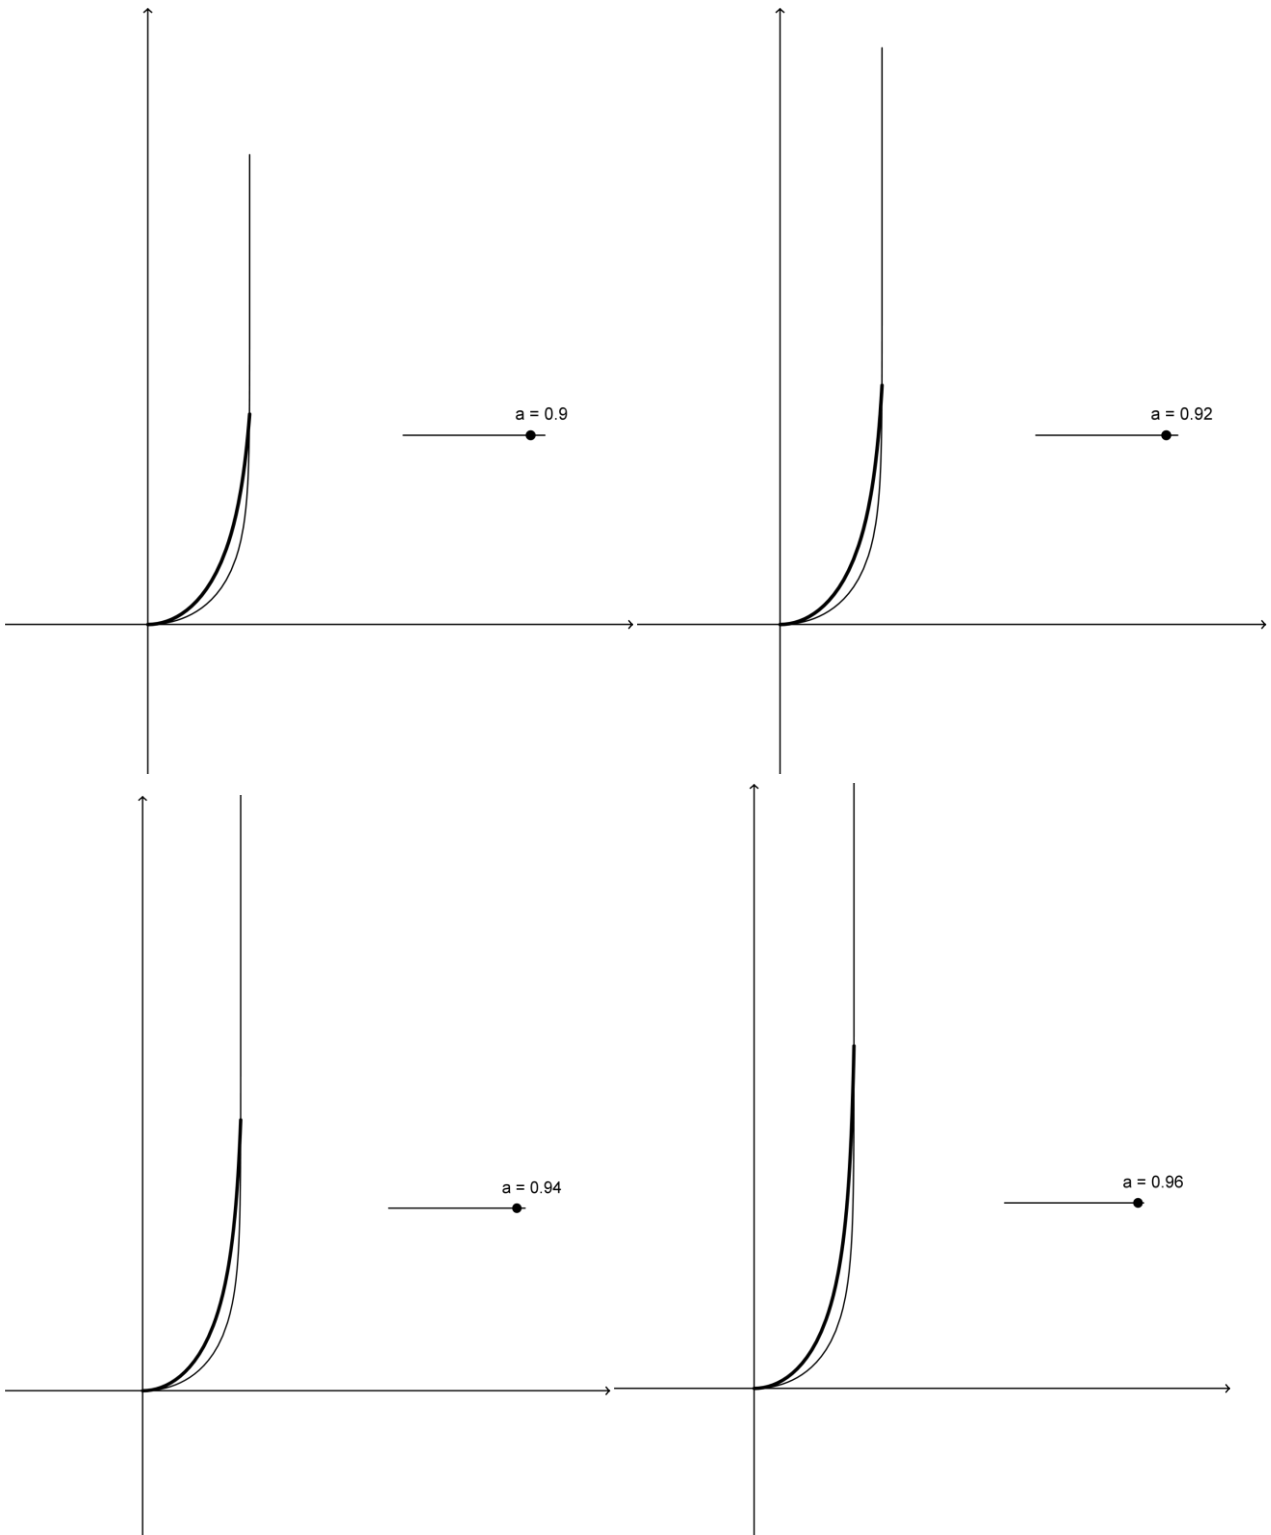 a = 0.9
a = 0.92
a = 0.94
a = 0.96